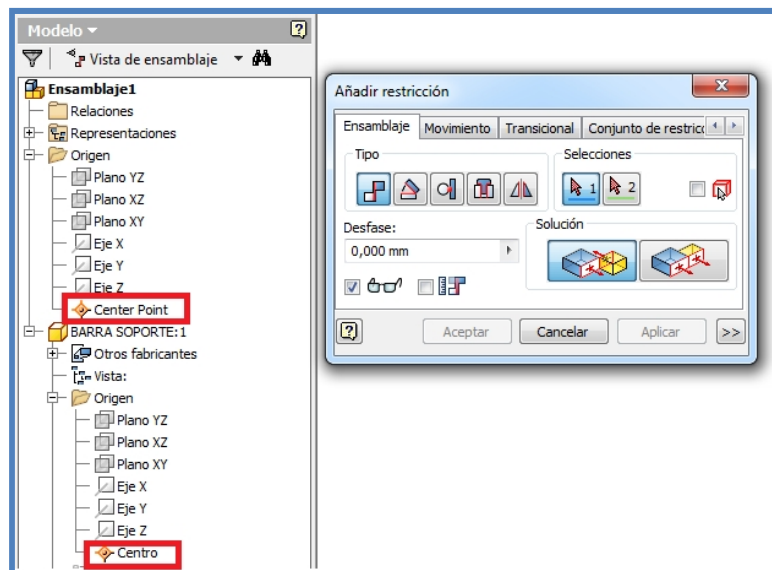 Modelo
Vista de ensamblaje
Ensamblaje1
Relaciones
Representaciones
Origen
Plano YZ
Plano XZ
Plano XY
Eje X
Eje Y
Eje Z
Center Point
BARRA SOPORTE:1
Otros fabricantes
Vista:
Origen
Plano YZ
Plano XZ
Plano XY
Eje X
Eje Y
Eje Z
Centro
Añadir restricción
Ensamblaje Movimiento Transicional Conjunto de restricc
Tipo Selecciones
1 2
Desfase: Solución
0,000 mm
Aceptar Cancelar Aplicar >>